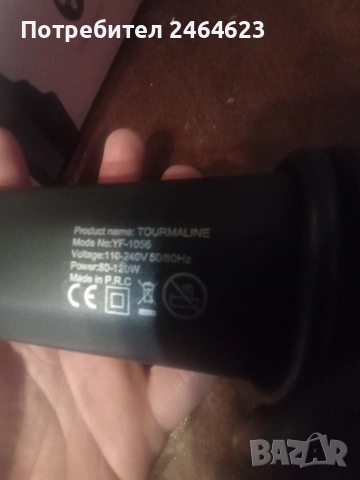 Потребител 2464623
Product name: TOURMALINE
Mode No:YF-1056
Voltage:110-240V 50/60Hz
Power:80-120W
Made in P.R.C
CE
BAZAR